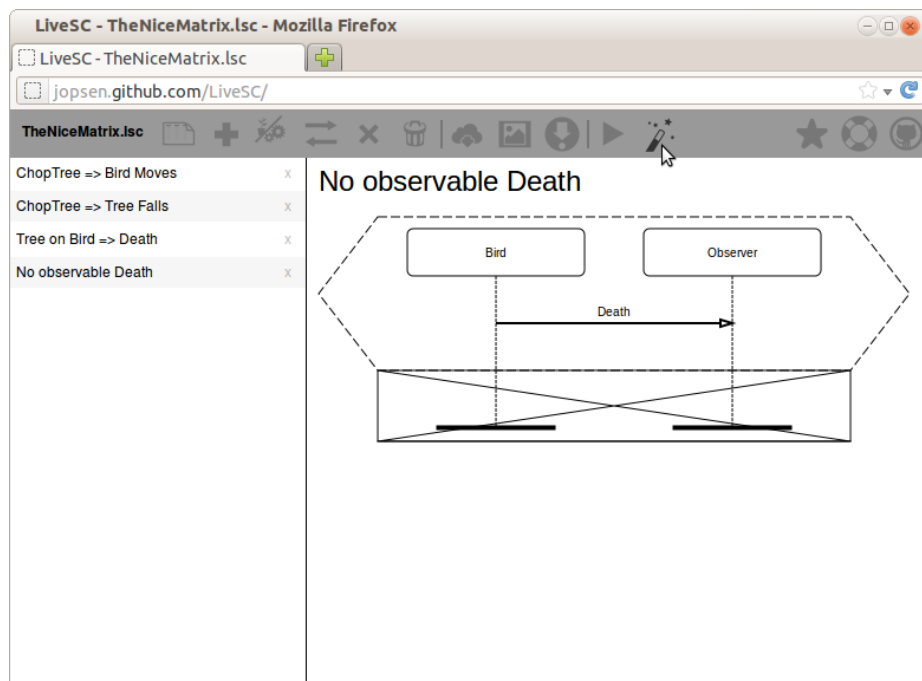 LiveSC - TheNiceMatrix.lsc - Mozilla Firefox
LiveSC - TheNiceMatrix.lsc
jopsen.github.com/LiveSC/
TheNiceMatrix.lsc
ChopTree => Bird Moves x
ChopTree => Tree Falls x
Tree on Bird => Death x
No observable Death x
No observable Death
Bird Observer
Death